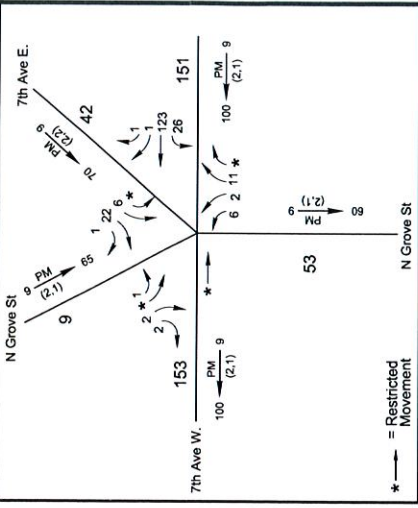 N Grove St
7th Ave E.
42
PM 9
(2,2)
70
151
PM 9
(2,1)
100
1
1
123
26
1 22 6 *
9 PM
(2,1) 65
9
* 1
2
2
*
11
2
6
153
7th Ave W.
PM 9
100 (2,1)
*
53
PM
9 60
(2,1)
N Grove St
* = Restricted
Movement